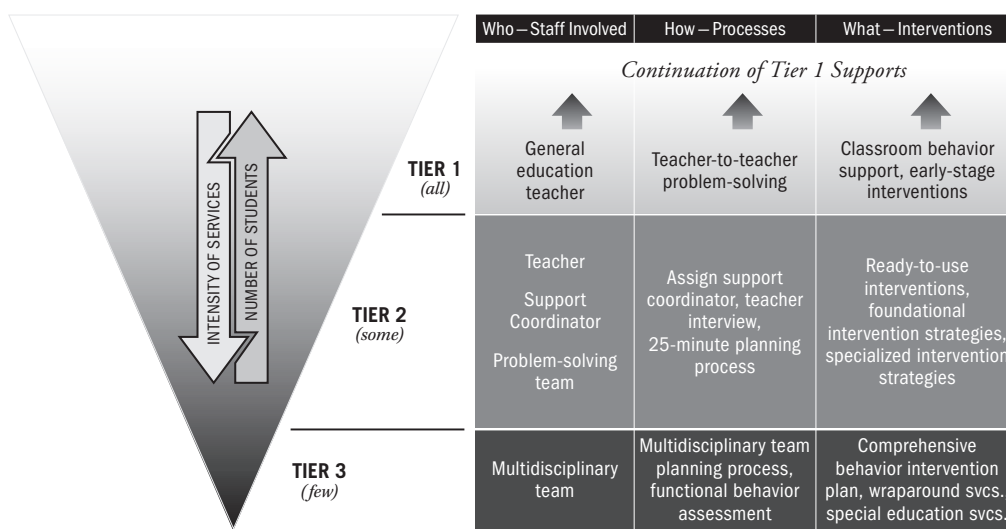 Who – Staff Involved
How – Processes
What – Interventions
Continuation of Tier 1 Supports
INTENSITY OF SERVICES
NUMBER OF STUDENTS
TIER 1
(all)
General
education
teacher
Teacher-to-teacher
problem-solving
Classroom behavior
support, early-stage
interventions
TIER 2
(some)
Teacher
Support
Coordinator
Problem-solving
team
Assign support
coordinator, teacher
interview,
25-minute planning
process
Ready-to-use
interventions,
foundational
intervention strategies,
specialized intervention
strategies
TIER 3
(few)
Multidisciplinary
team
Multidisciplinary team
planning process,
functional behavior
assessment
Comprehensive
behavior intervention
plan, wraparound svcs.
special education svcs.